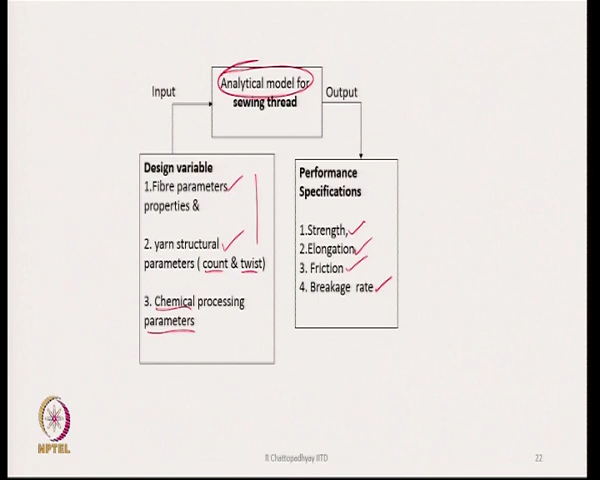 Input
Analytical model for
sewing thread
Output
Design variable
1.Fibre parameters
properties &
2. yarn structural
parameters ( count & twist)
3. Chemical processing
parameters
Performance
Specifications
1.Strength,
2.Elongation
3. Friction
4. Breakage rate
NPTEL
R Chattopadhyay IITD
22